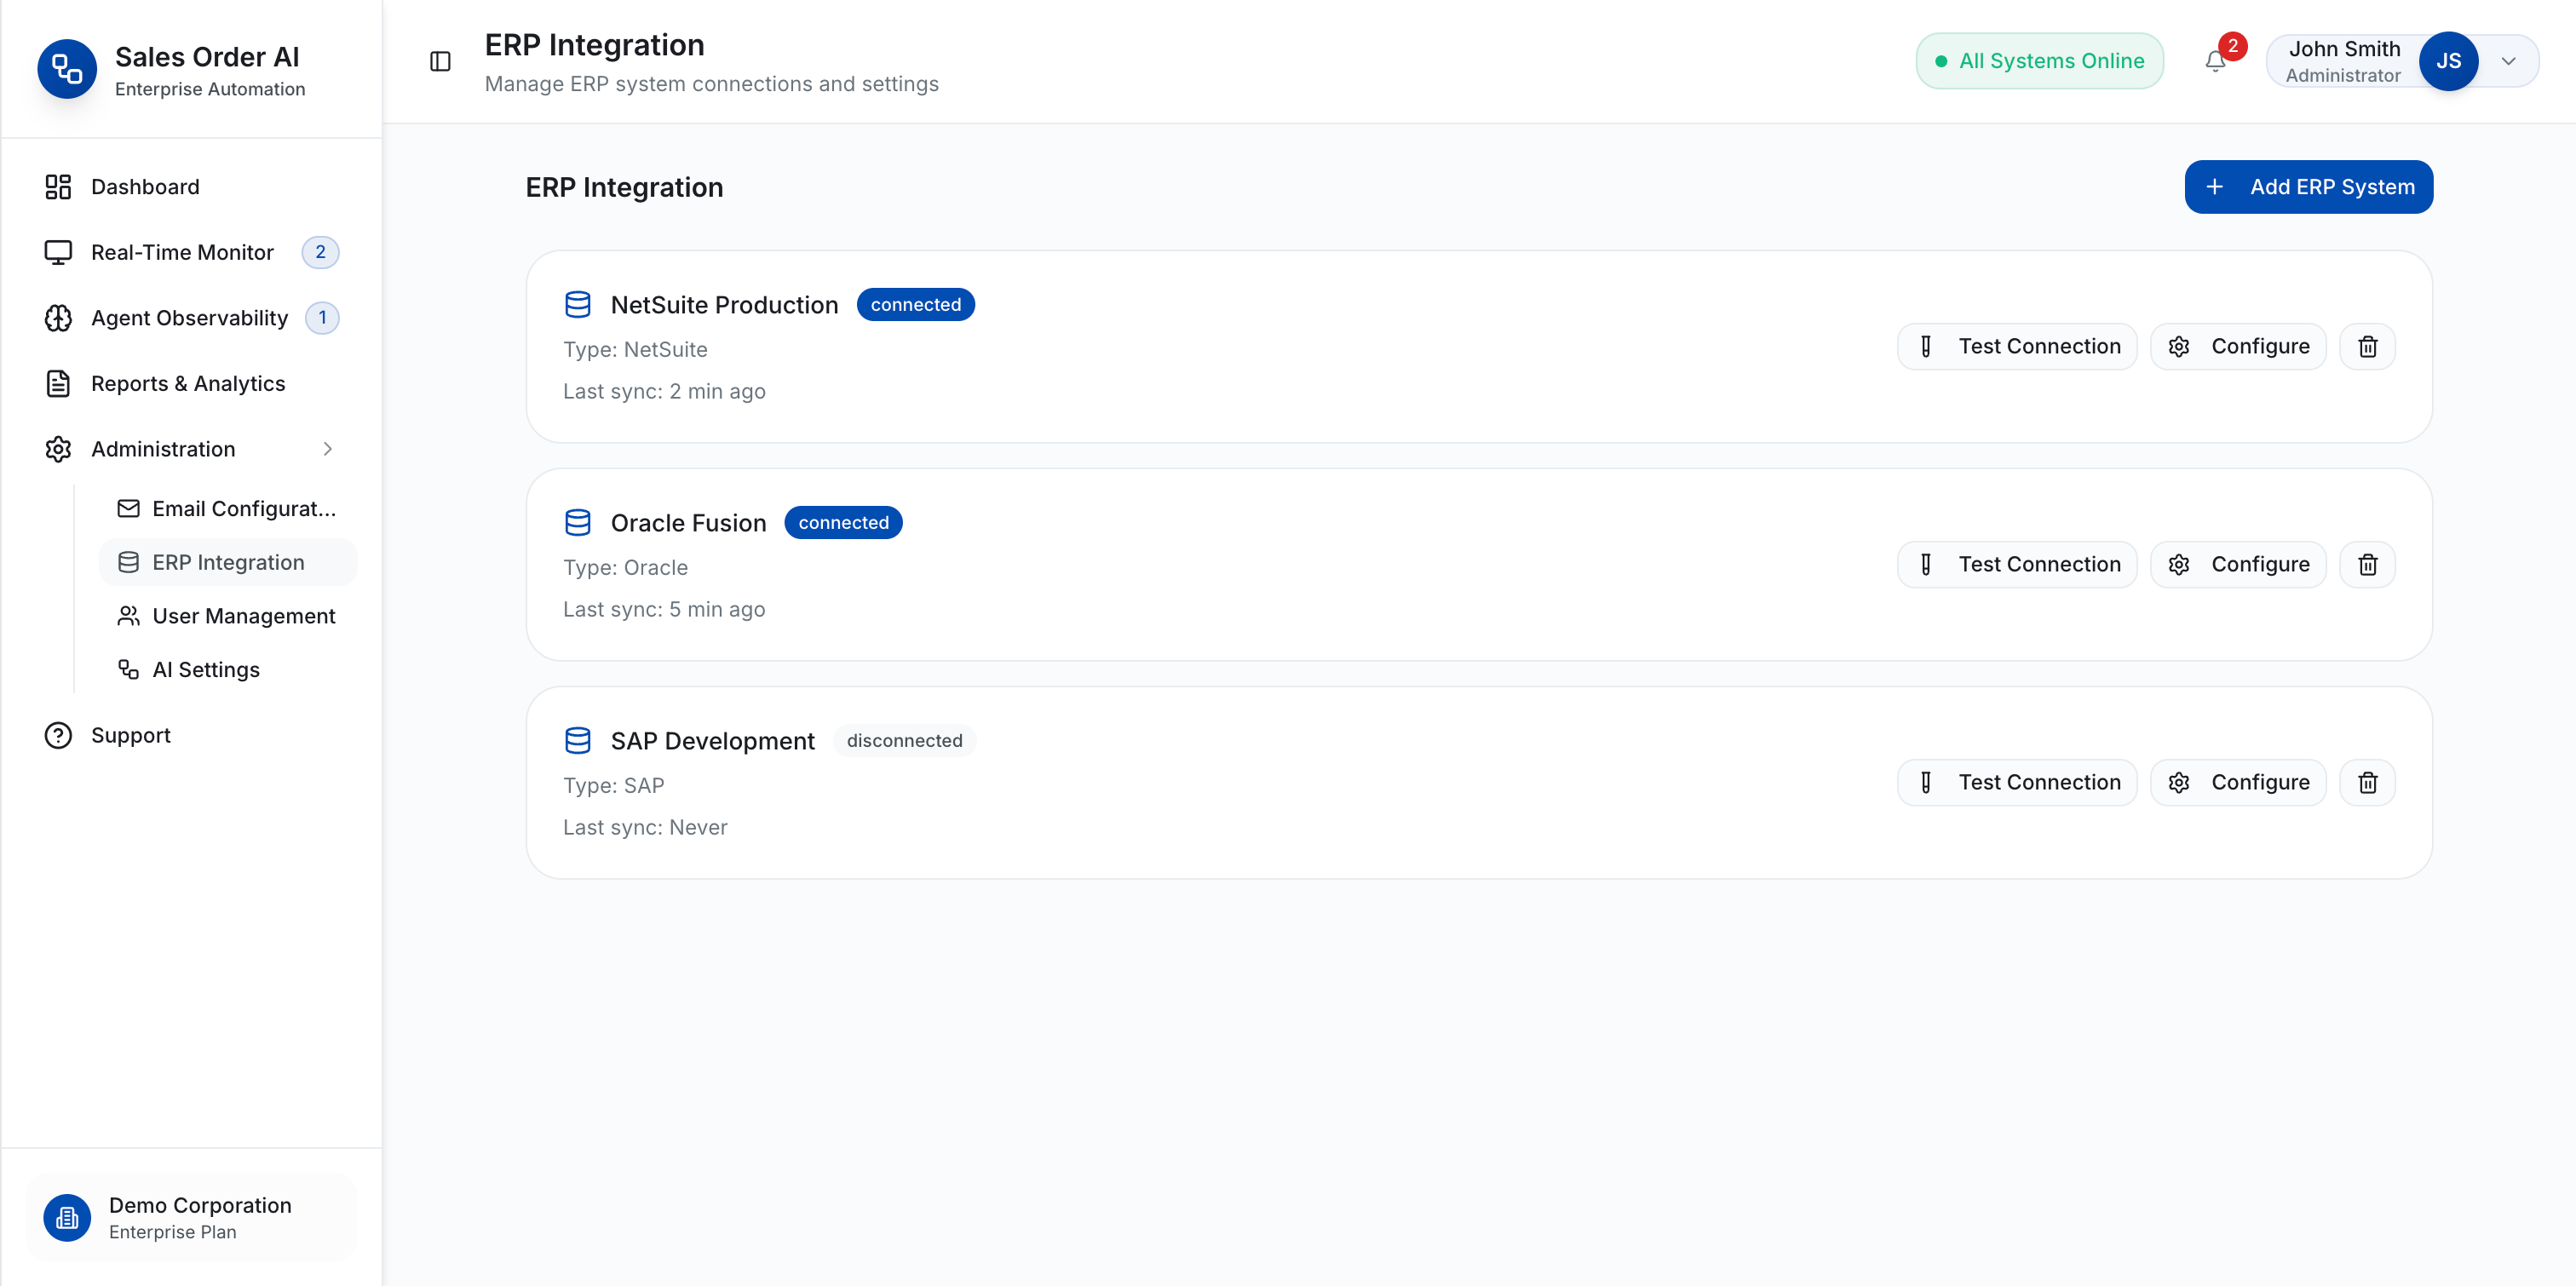 Sales Order AI
Enterprise Automation
Dashboard
Real-Time Monitor 2
Agent Observability 1
Reports & Analytics
Administration
Email Configurat...
ERP Integration
User Management
AI Settings
Support
Demo Corporation
Enterprise Plan
ERP Integration
Manage ERP system connections and settings
All Systems Online
2
John Smith
Administrator
JS
ERP Integration
Add ERP System
NetSuite Production connected
Type: NetSuite
Last sync: 2 min ago
Test Connection Configure
Oracle Fusion connected
Type: Oracle
Last sync: 5 min ago
Test Connection Configure
SAP Development disconnected
Type: SAP
Last sync: Never
Test Connection Configure